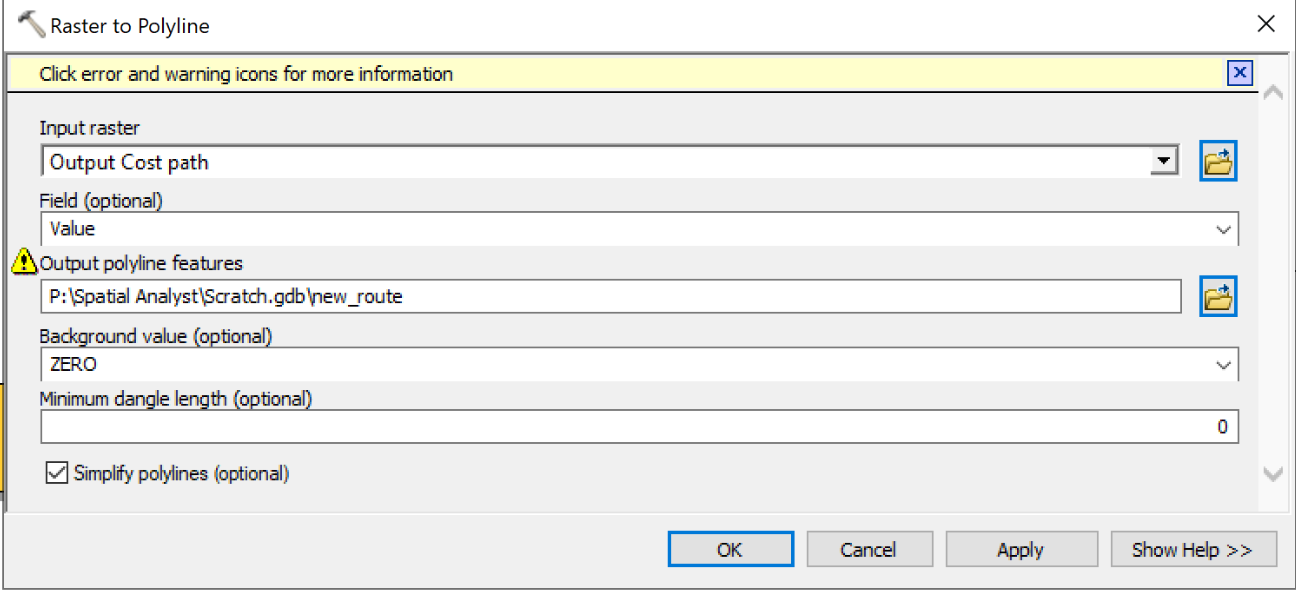 Raster to Polyline
Click error and warning icons for more information
Input raster
Output Cost path
Field (optional)
Value
Output polyline features
P:\Spatial Analyst\Scratch.gdb\new_route
Background value (optional)
ZERO
Minimum dangle length (optional)
0
Simplify polylines (optional)
OK Cancel Apply Show Help >>